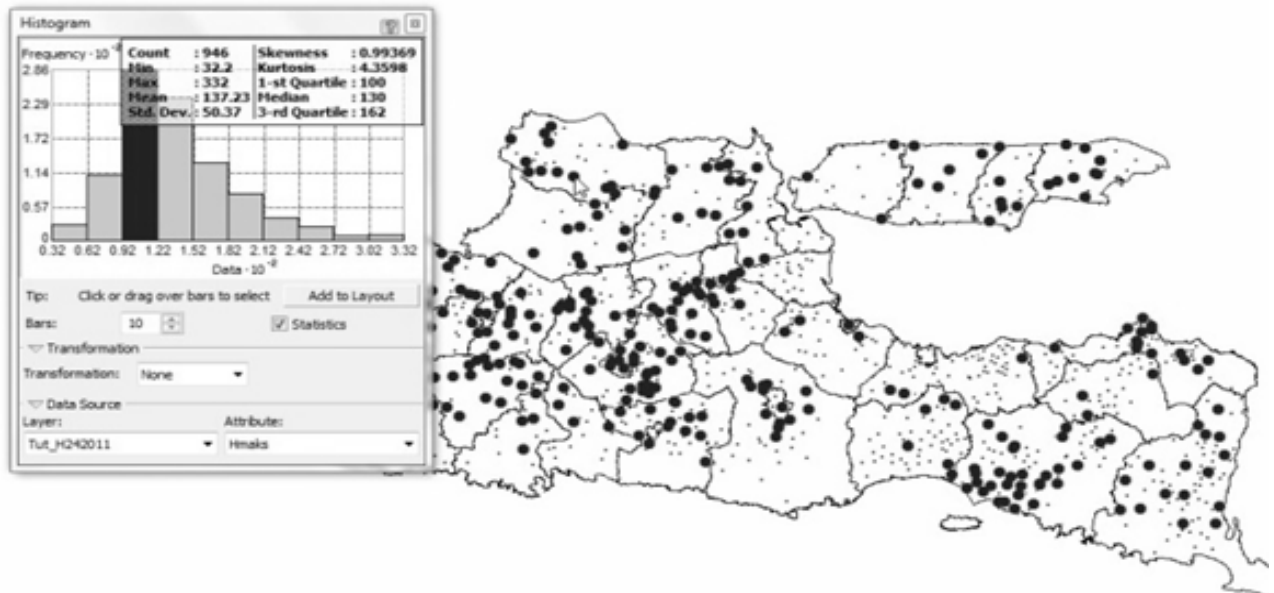 Histogram
Frequency · 10⁻²
Count : 946 Skewness : 0.99369
Min : 32.2 Kurtosis : 4.3598
Max : 332 1-st Quartile : 100
Mean : 137.23 Median : 130
Std. Dev. : 50.37 3-rd Quartile : 162
2.86
2.29
1.72
1.14
0.57
0
0.32 0.62 0.92 1.22 1.52 1.82 2.12 2.42 2.72 3.02 3.32
Data · 10⁻²
Tip: Click or drag over bars to select Add to Layout
Bars: 10 Statistics
Transformation
Transformation: None
Data Source
Layer: Attribute:
Tut_H242011 Hmaks